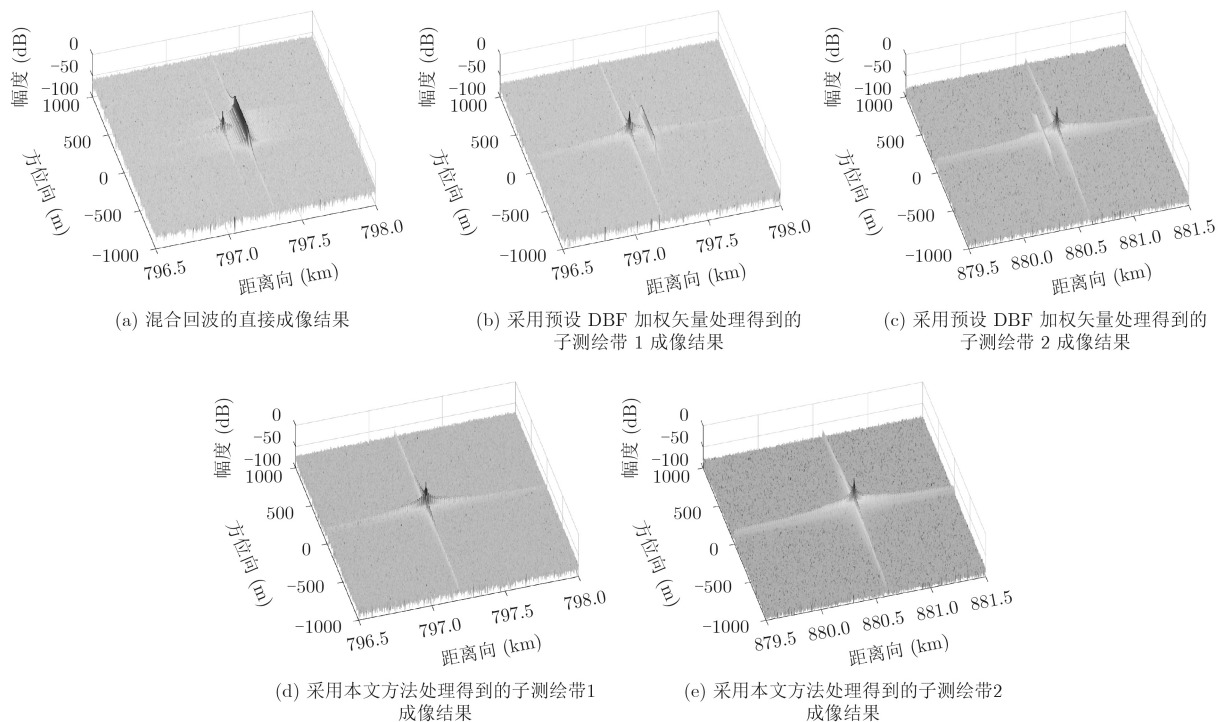 0
−50
−100
幅度 (dB)
1000
500
0
−500
−1000
方位向 (m)
796.5
797.0
797.5
798.0
距离向 (km)
(a) 混合回波的直接成像结果
0
−50
−100
幅度 (dB)
1000
500
0
−500
−1000
方位向 (m)
796.5
797.0
797.5
798.0
距离向 (km)
(b) 采用预设 DBF 加权矢量处理得到的
子测绘带 1 成像结果
0
−50
−100
幅度 (dB)
1000
500
0
−500
−1000
方位向 (m)
879.5
880.0
880.5
881.0
881.5
距离向 (km)
(c) 采用预设 DBF 加权矢量处理得到的
子测绘带 2 成像结果
0
−50
−100
幅度 (dB)
1000
500
0
−500
−1000
方位向 (m)
796.5
797.0
797.5
798.0
距离向 (km)
(d) 采用本文方法处理得到的子测绘带1
成像结果
0
−50
−100
幅度 (dB)
1000
500
0
−500
−1000
方位向 (m)
879.5
880.0
880.5
881.0
881.5
距离向 (km)
(e) 采用本文方法处理得到的子测绘带2
成像结果